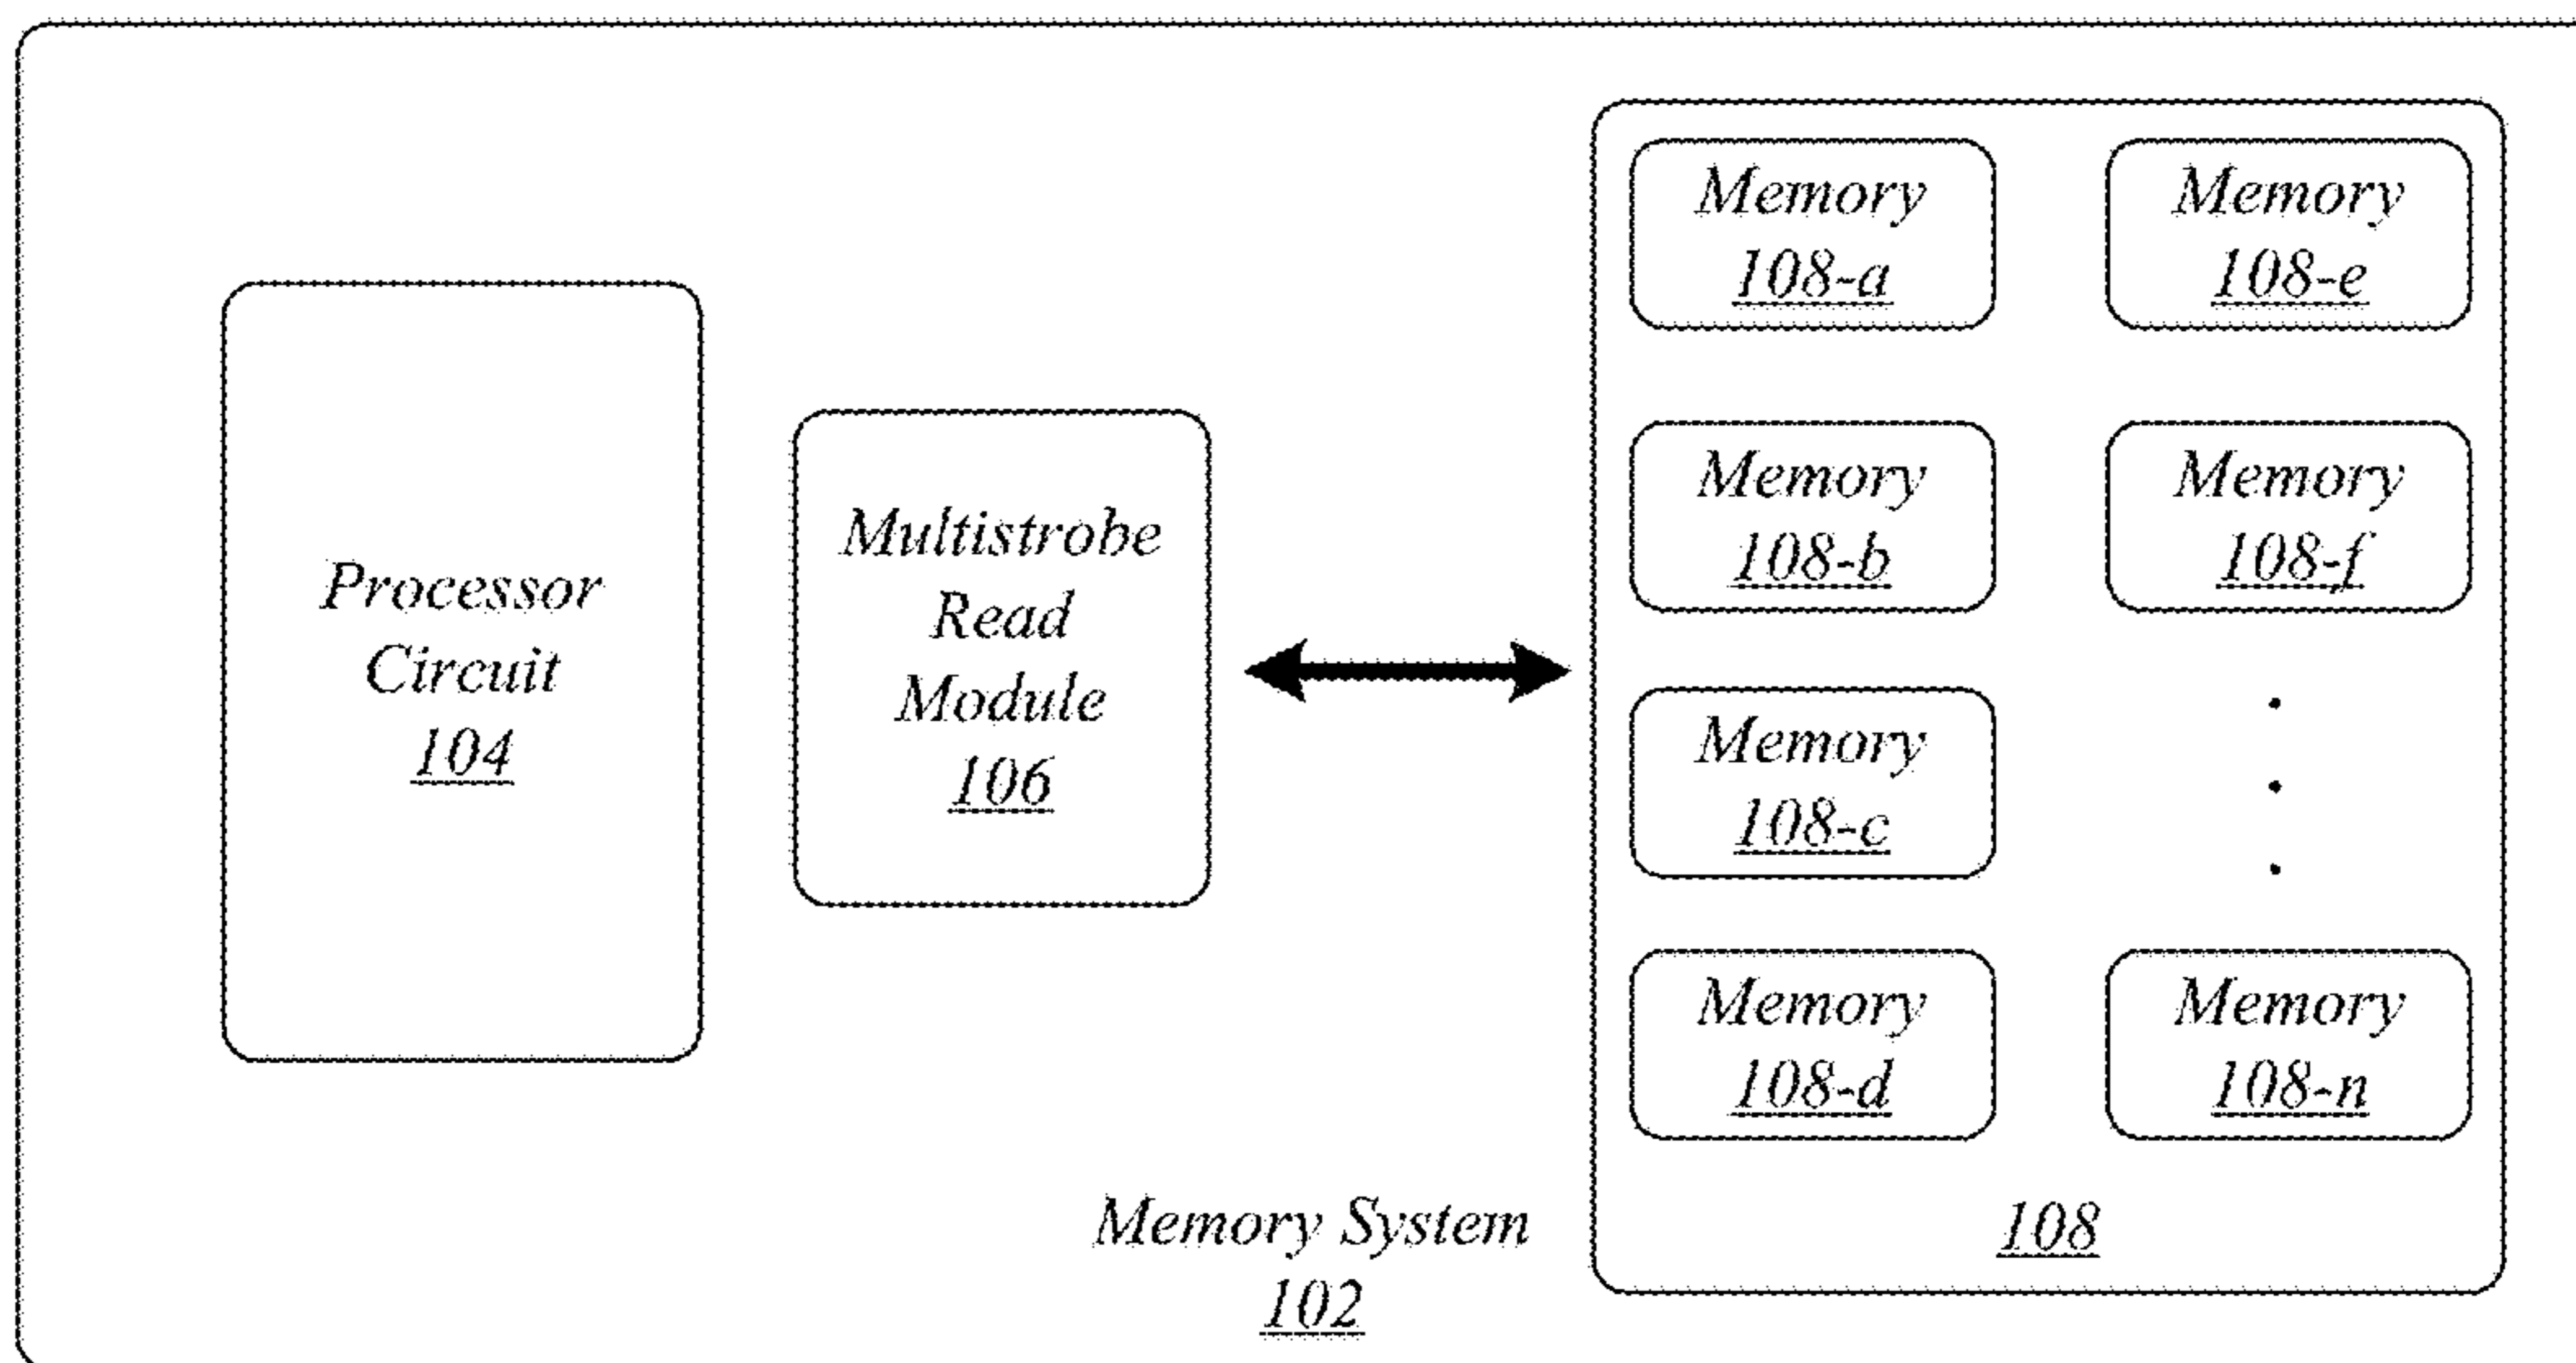 Processor
Circuit
104
Multistrobe
Read
Module
106
Memory
108-a
Memory
108-e
Memory
108-b
Memory
108-f
Memory
108-c
Memory
108-d
Memory
108-n
108
Memory System
102